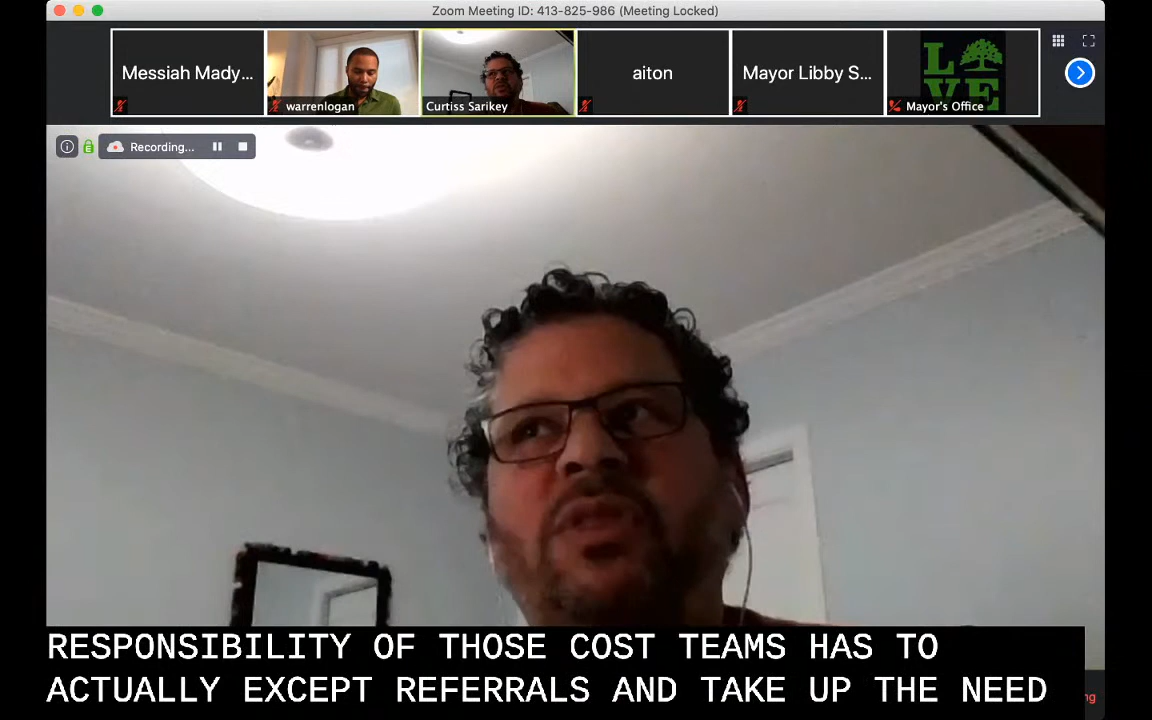 Zoom Meeting ID: 413-825-986 (Meeting Locked)
Messiah Mady...
warrenlogan
Curtiss Sarikey
aiton
Mayor Libby S...
LOVE
Mayor's Office
Recording...
RESPONSIBILITY OF THOSE COST TEAMS HAS TO
ACTUALLY EXCEPT REFERRALS AND TAKE UP THE NEED